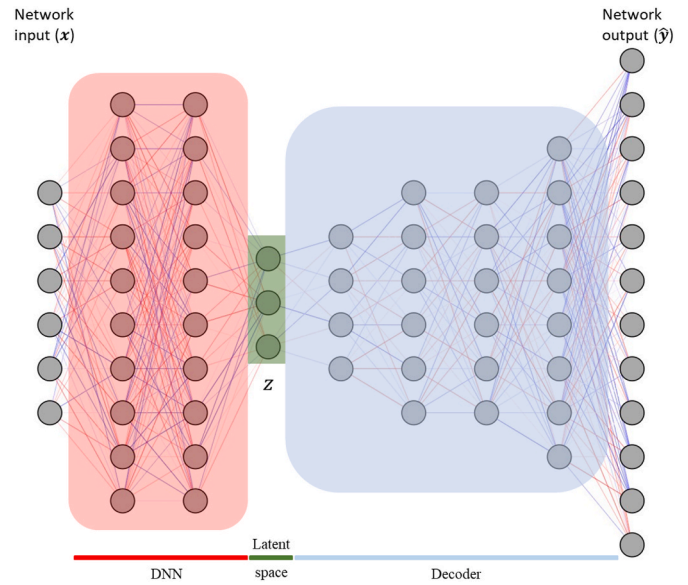 Network
input (x)
Network
output (ŷ)
Z
DNN
Latent
space
Decoder